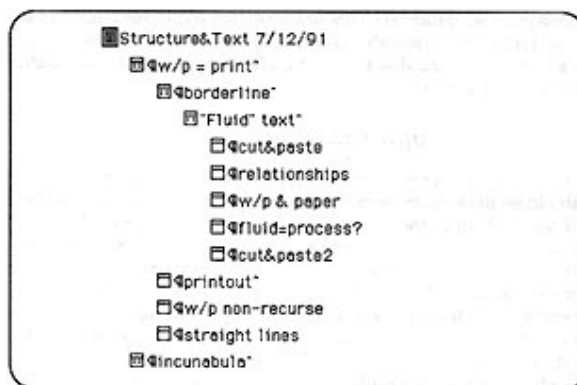 Structure&Text 7/12/91
¶w/p = print^
¶borderline^
"Fluid" text^
¶cut&paste
¶relationships
¶w/p & paper
¶fluid=process?
¶cut&paste2
¶printout^
¶w/p non-recurse
¶straight lines
¶incunabula^